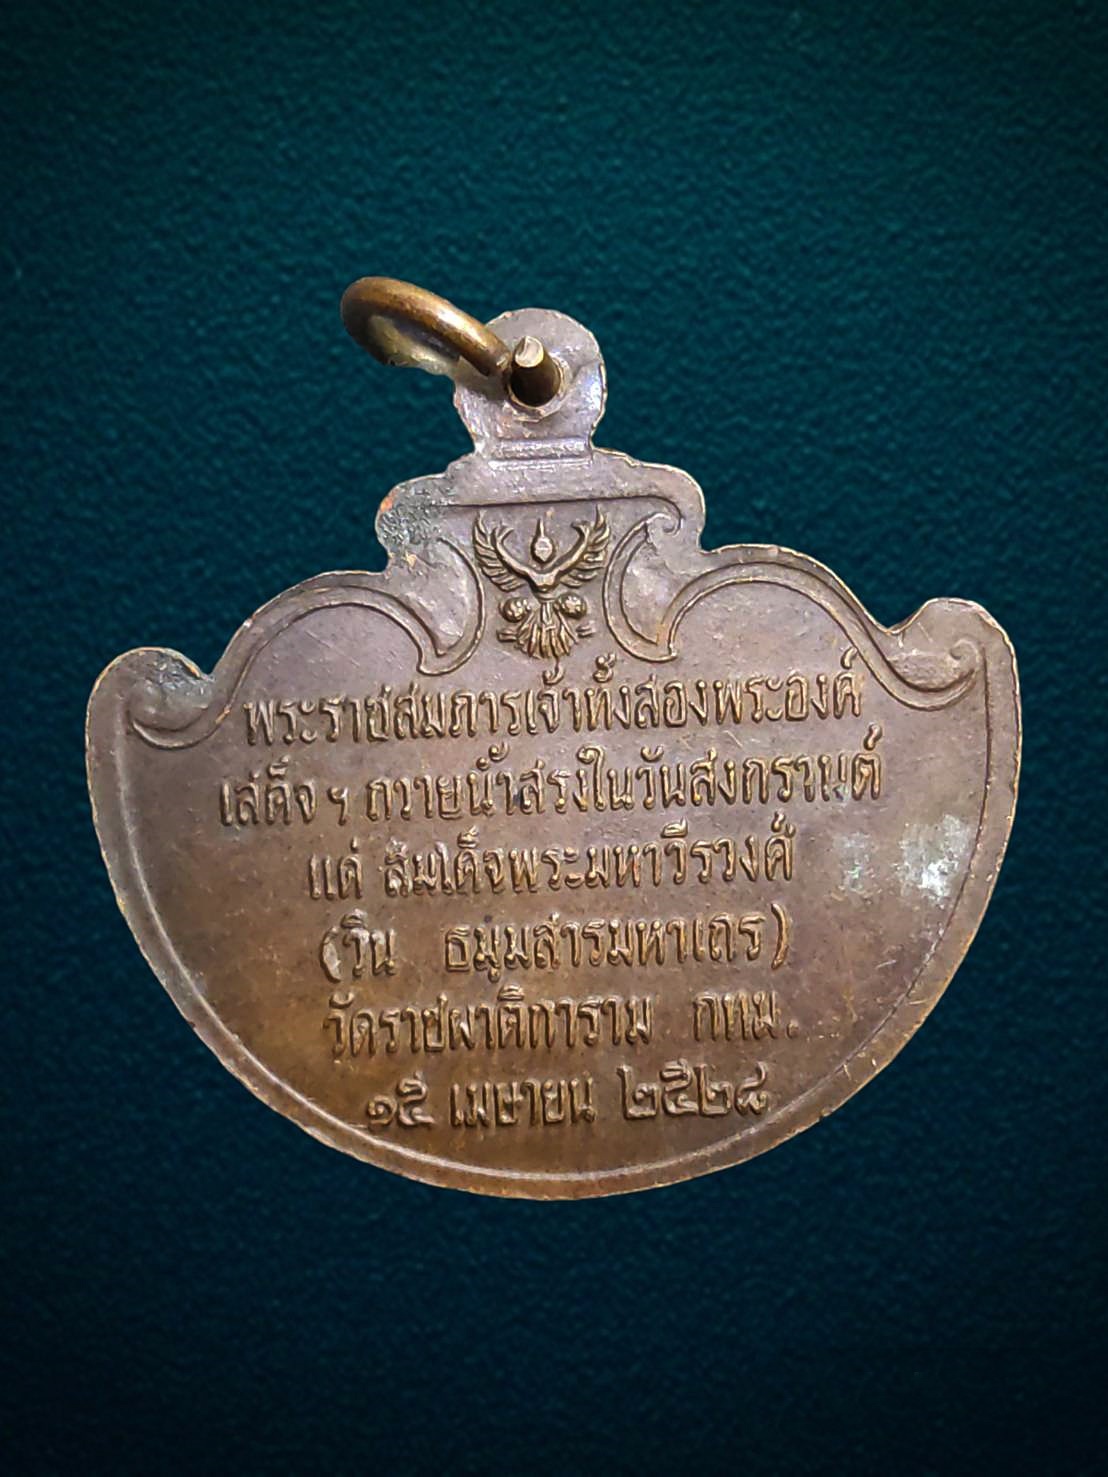 พระราชสมภารเจ้าทั้งสองพระองค์
เสด็จฯ ถวายน้ำสรงในวันสงกรานต์
แด่ สมเด็จพระมหาวีรวงศ์
(วิน ธมฺมสารมหาเถร)
วัดราชผาติการาม กทม.
๑๕ เมษายน ๒๕๒๘